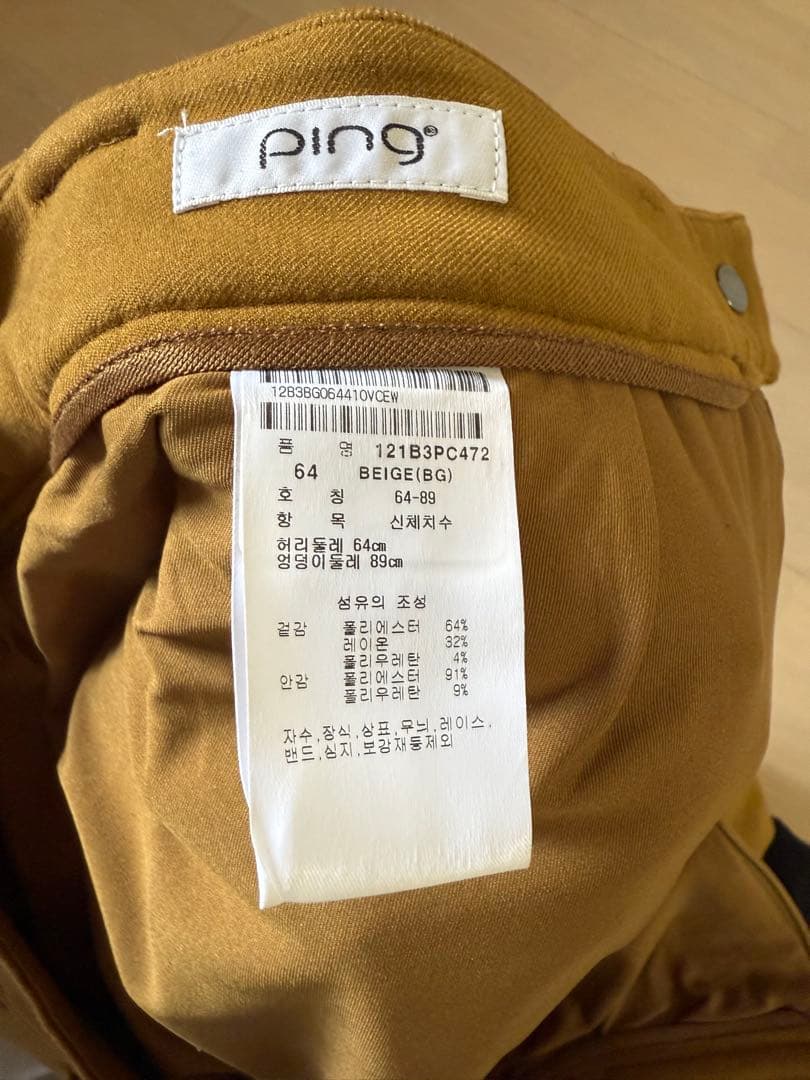 ping®
12B3BG064410VCEW
품 명 121B3PC472
64 BEIGE(BG)
호 칭 64-89
항 목 신체치수
허리둘레 64㎝
엉덩이둘레 89㎝
섬유의 조성
겉감 폴리에스터 64%
레이온 32%
폴리우레탄 4%
안감 폴리에스터 91%
폴리우레탄 9%
자수,장식,상표,무늬,레이스,
밴드,심지,보강재등제외